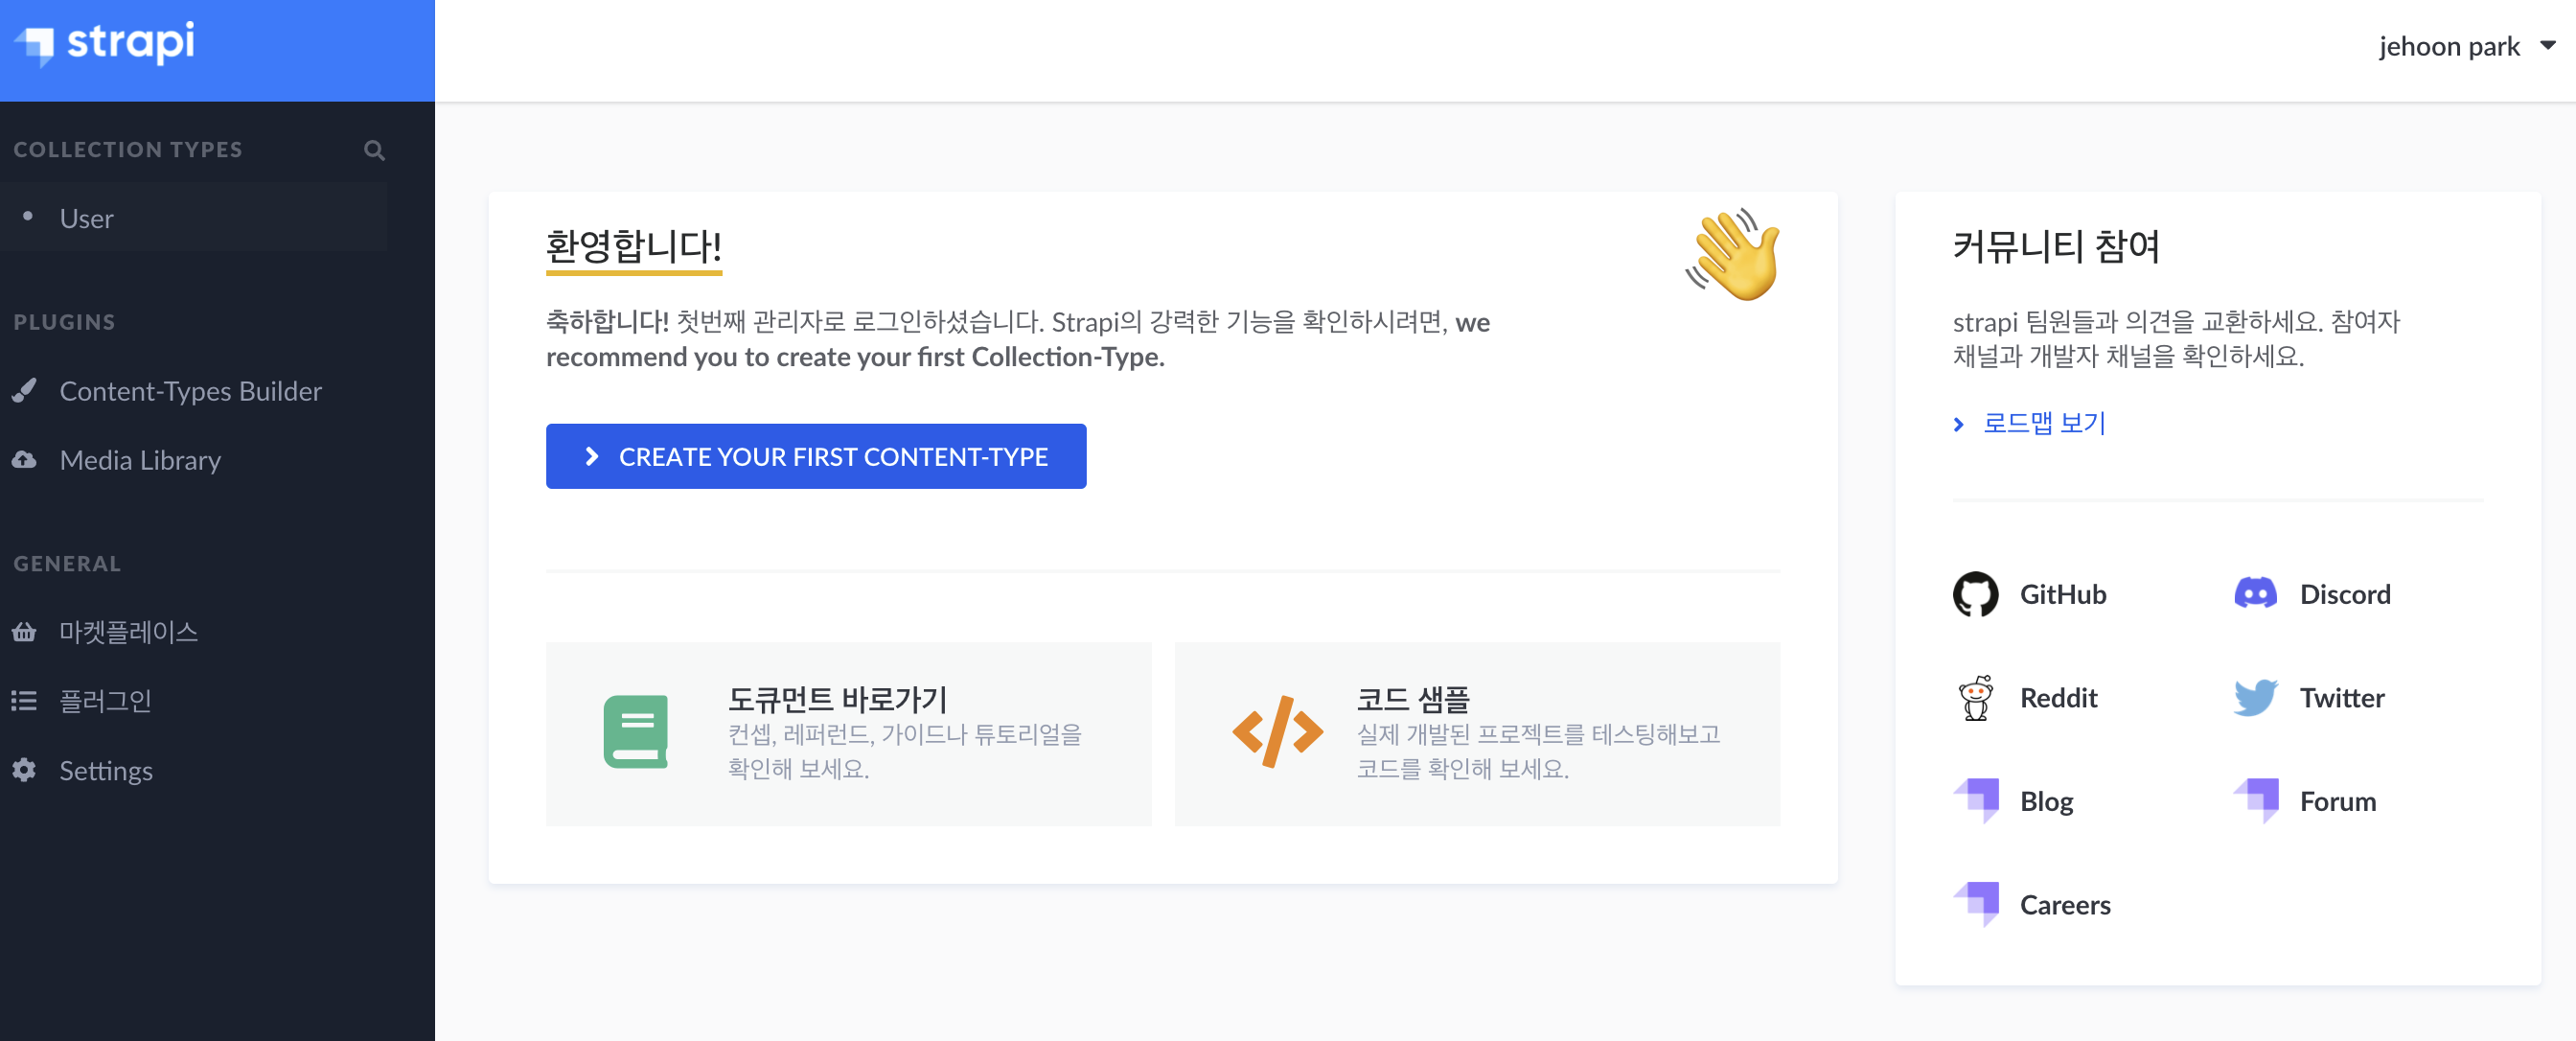 strapi
jehoon park
COLLECTION TYPES
User
PLUGINS
Content-Types Builder
Media Library
GENERAL
마켓플레이스
플러그인
Settings
환영합니다!
축하합니다! 첫번째 관리자로 로그인하셨습니다. Strapi의 강력한 기능을 확인하시려면, we
recommend you to create your first Collection-Type.
CREATE YOUR FIRST CONTENT-TYPE
도큐먼트 바로가기
컨셉, 레퍼런드, 가이드나 튜토리얼을
확인해 보세요.
코드 샘플
실제 개발된 프로젝트를 테스팅해보고
코드를 확인해 보세요.
커뮤니티 참여
strapi 팀원들과 의견을 교환하세요. 참여자
채널과 개발자 채널을 확인하세요.
로드맵 보기
GitHub
Discord
Reddit
Twitter
Blog
Forum
Careers